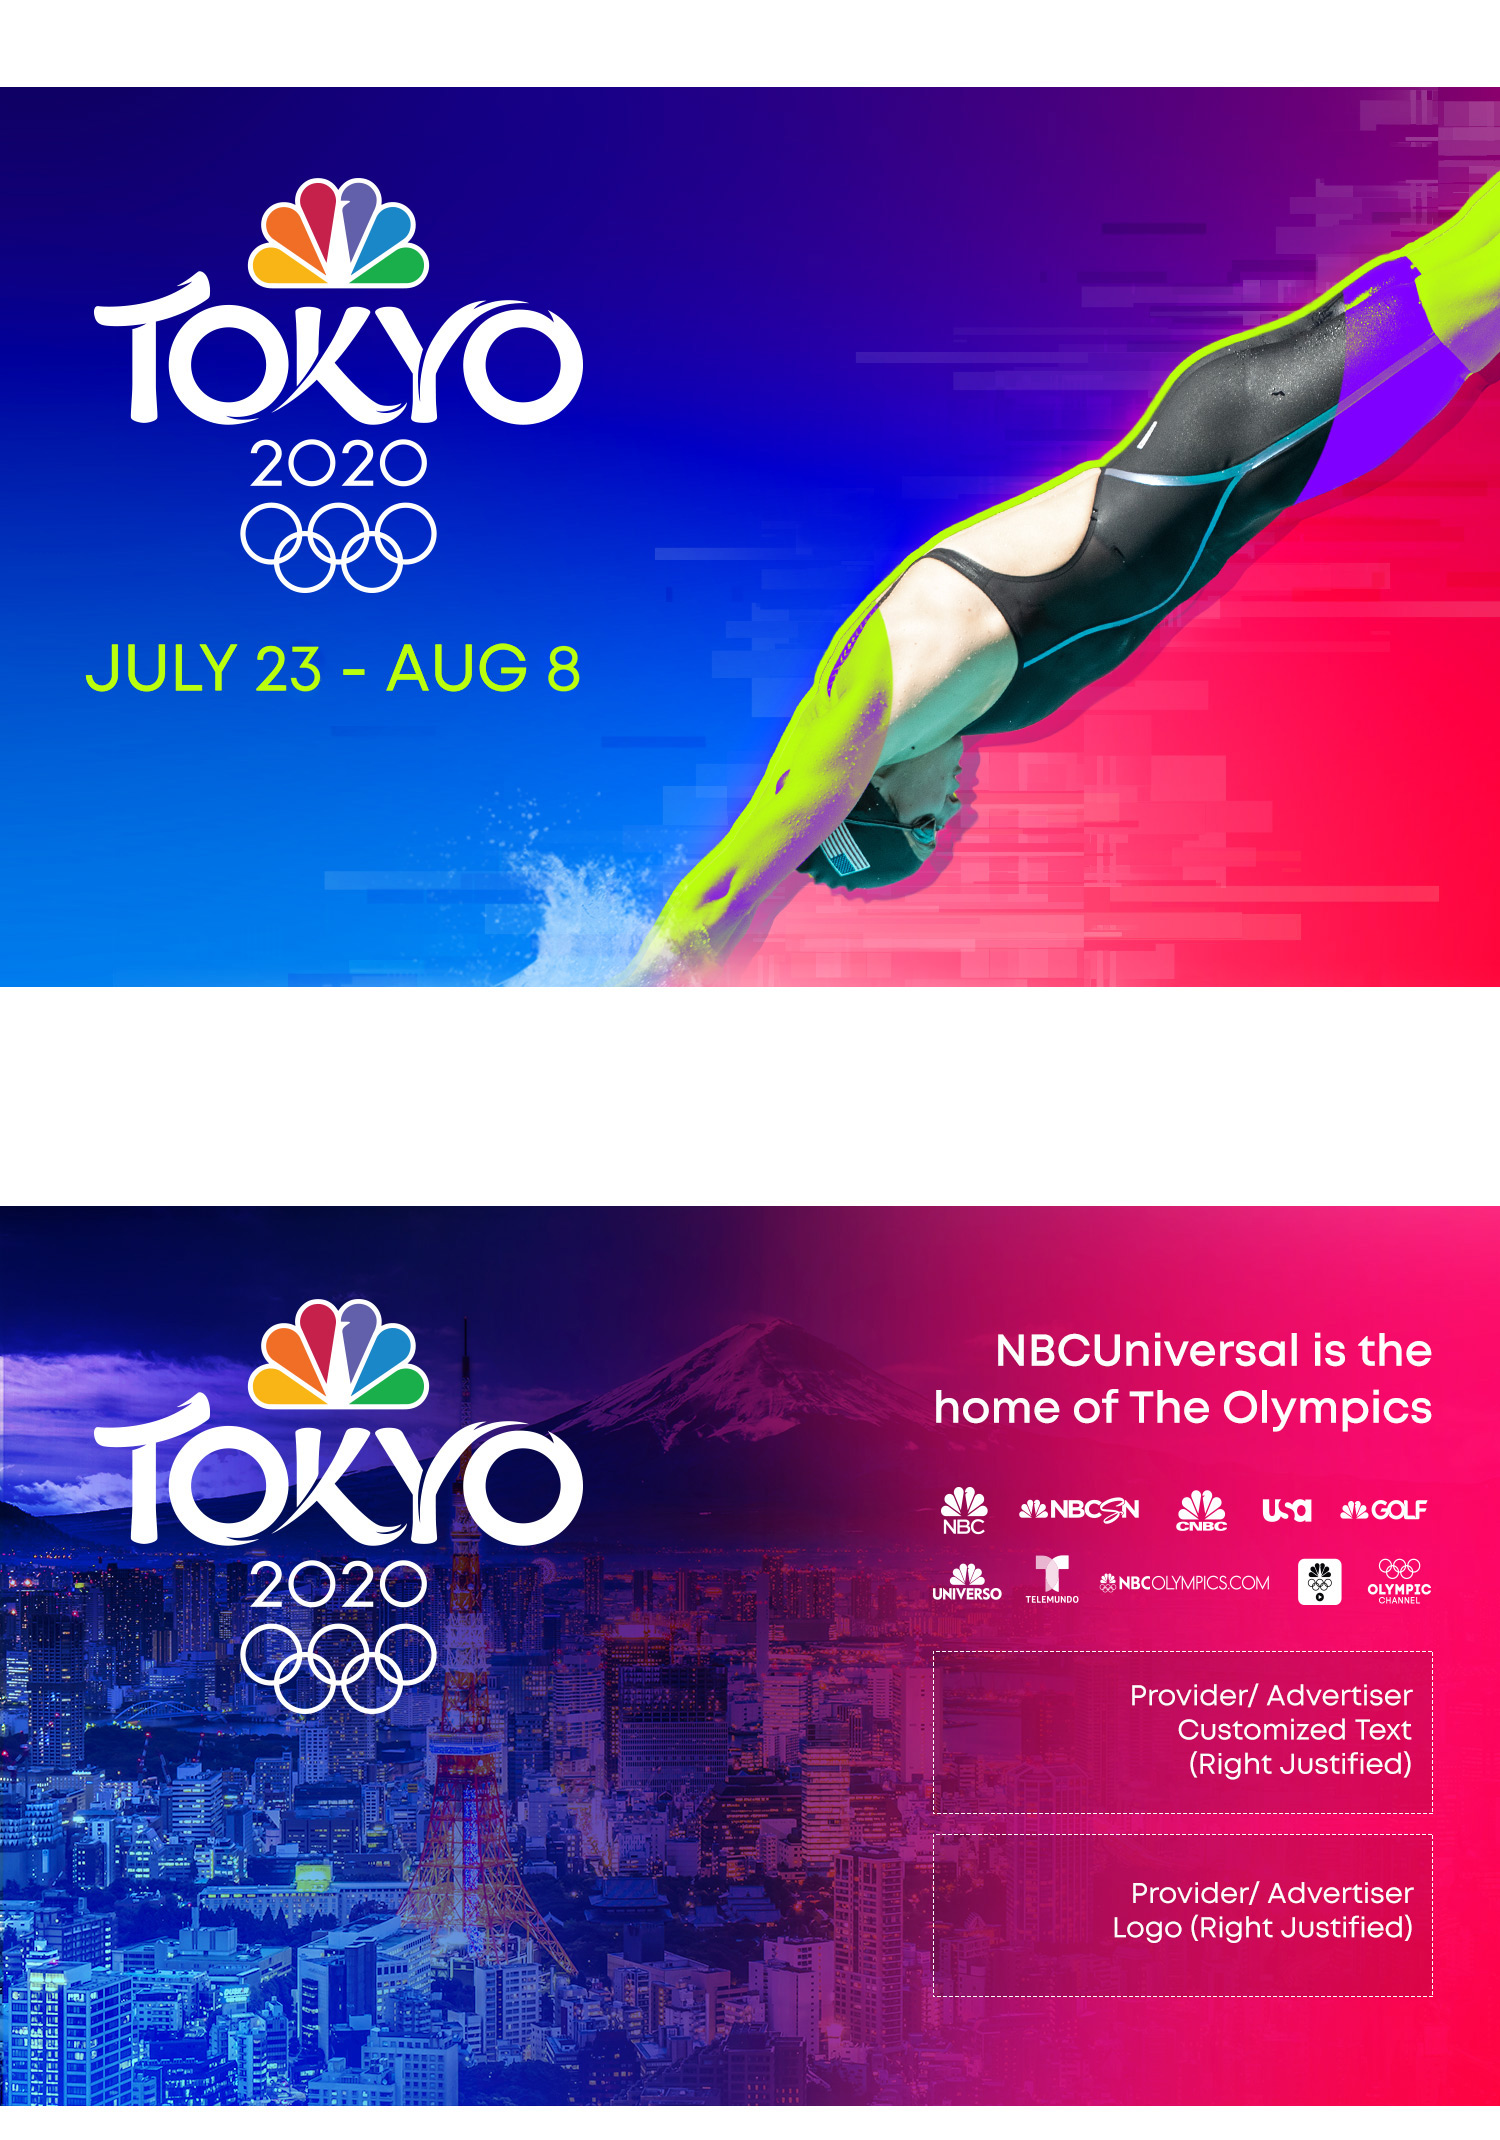 TOKYO
2020
JULY 23 - AUG 8
TOKYO
2020
NBCUniversal is the
home of The Olympics
NBC
NBCSN
CNBC
USA
GOLF
UNIVERSO
TELEMUNDO
NBCOLYMPICS.COM
OLYMPIC
CHANNEL
Provider/ Advertiser
Customized Text
(Right Justified)
Provider/ Advertiser
Logo (Right Justified)